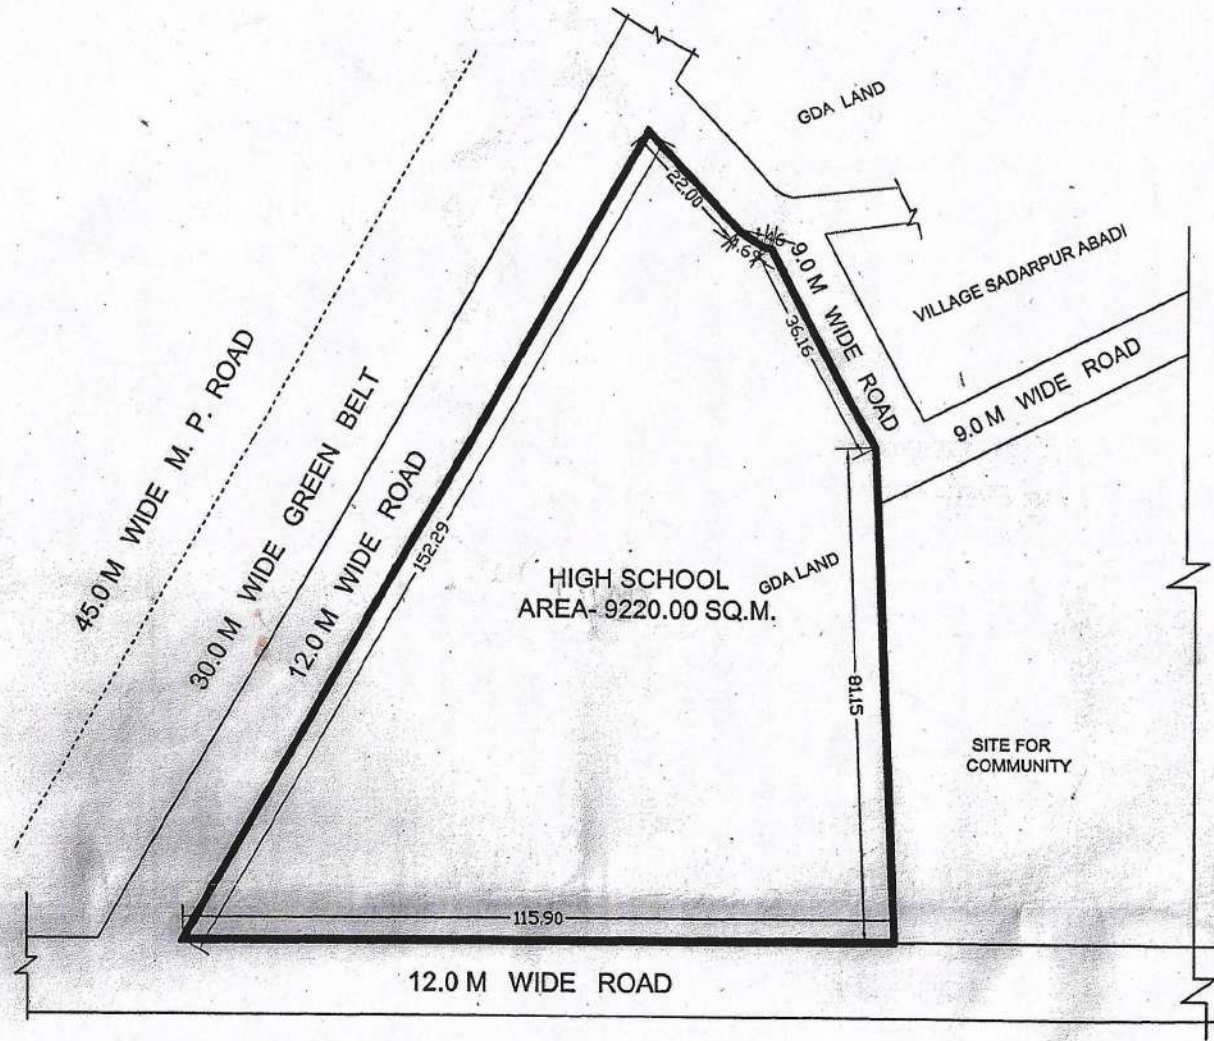 GDA LAND
22.00
9.0 M WIDE ROAD
VILLAGE SADARPUR ABADI
36.16
45.0 M WIDE M. P. ROAD
30.0 M WIDE GREEN BELT
12.0 M WIDE ROAD
9.0 M WIDE ROAD
152.29
HIGH SCHOOL
AREA- 9220.00 SQ.M.
GDA LAND
81.15
SITE FOR
COMMUNITY
115.90
12.0 M WIDE ROAD